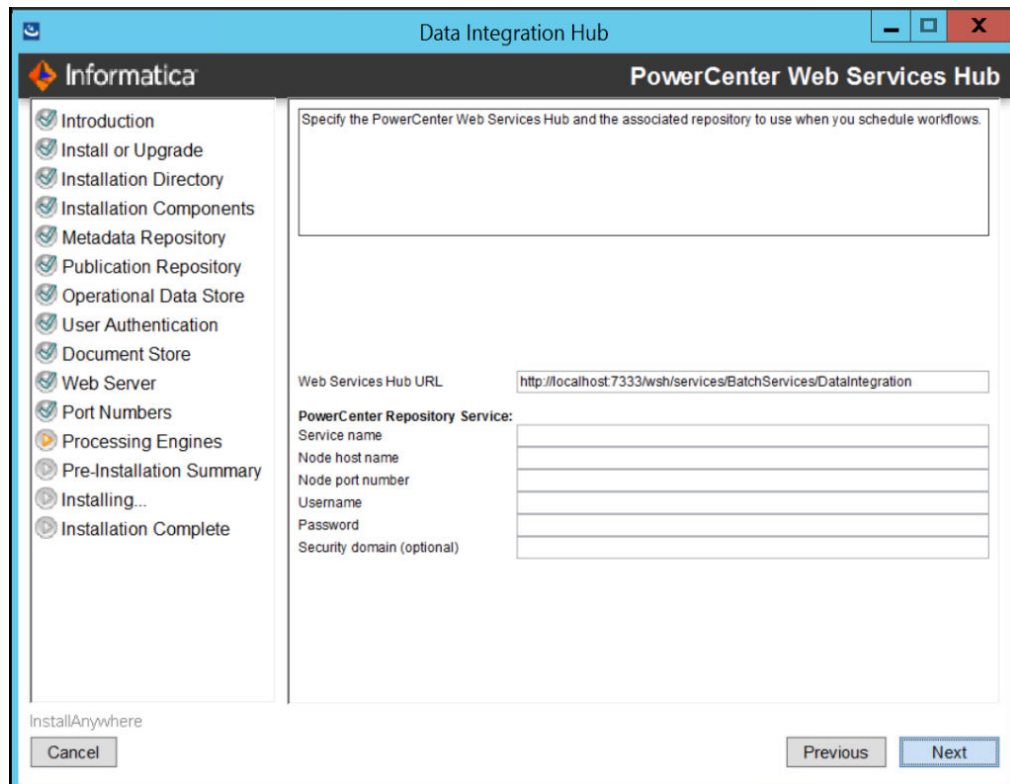 Data Integration Hub
Informatica
PowerCenter Web Services Hub
Introduction
Install or Upgrade
Installation Directory
Installation Components
Metadata Repository
Publication Repository
Operational Data Store
User Authentication
Document Store
Web Server
Port Numbers
Processing Engines
Pre-Installation Summary
Installing...
Installation Complete
Specify the PowerCenter Web Services Hub and the associated repository to use when you schedule workflows.
Web Services Hub URL
http://localhost:7333/wsh/services/BatchServices/DataIntegration
PowerCenter Repository Service:
Service name
Node host name
Node port number
Username
Password
Security domain (optional)
InstallAnywhere
Cancel
Previous
Next